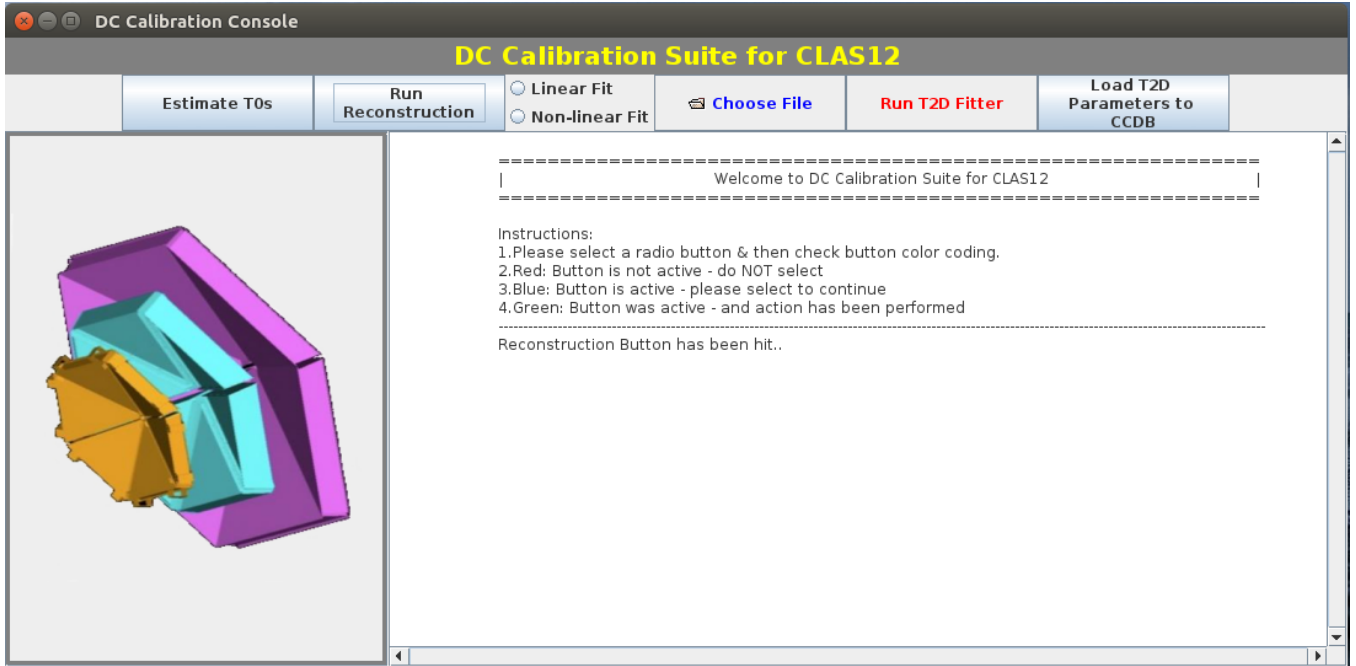 DC Calibration Console
DC Calibration Suite for CLAS12
Estimate T0s
Run
Reconstruction
Linear Fit
Non-linear Fit
Choose File
Run T2D Fitter
Load T2D
Parameters to
CCDB
==============================================================
| Welcome to DC Calibration Suite for CLAS12 |
==============================================================
Instructions:
1.Please select a radio button & then check button color coding.
2.Red: Button is not active - do NOT select
3.Blue: Button is active - please select to continue
4.Green: Button was active - and action has been performed
------------------------------------------------------------------------------------------------------------------------
Reconstruction Button has been hit..